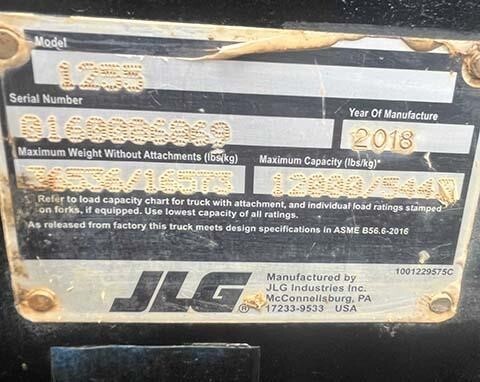 Model
1255
Serial Number
Year Of Manufacture
0160086869
2018
Maximum Weight Without Attachments (lbs/kg)
Maximum Capacity (lbs/kg)*
36536/16573
12000/5443
*Refer to load capacity chart for truck with attachment, and individual load ratings stamped
on forks, if equipped. Use lowest capacity of all ratings.
As released from factory this truck meets design specifications in ASME B56.6-2016
JLG®
Manufactured by
JLG Industries Inc.
McConnellsburg, PA
17233-9533 USA
1001229575C